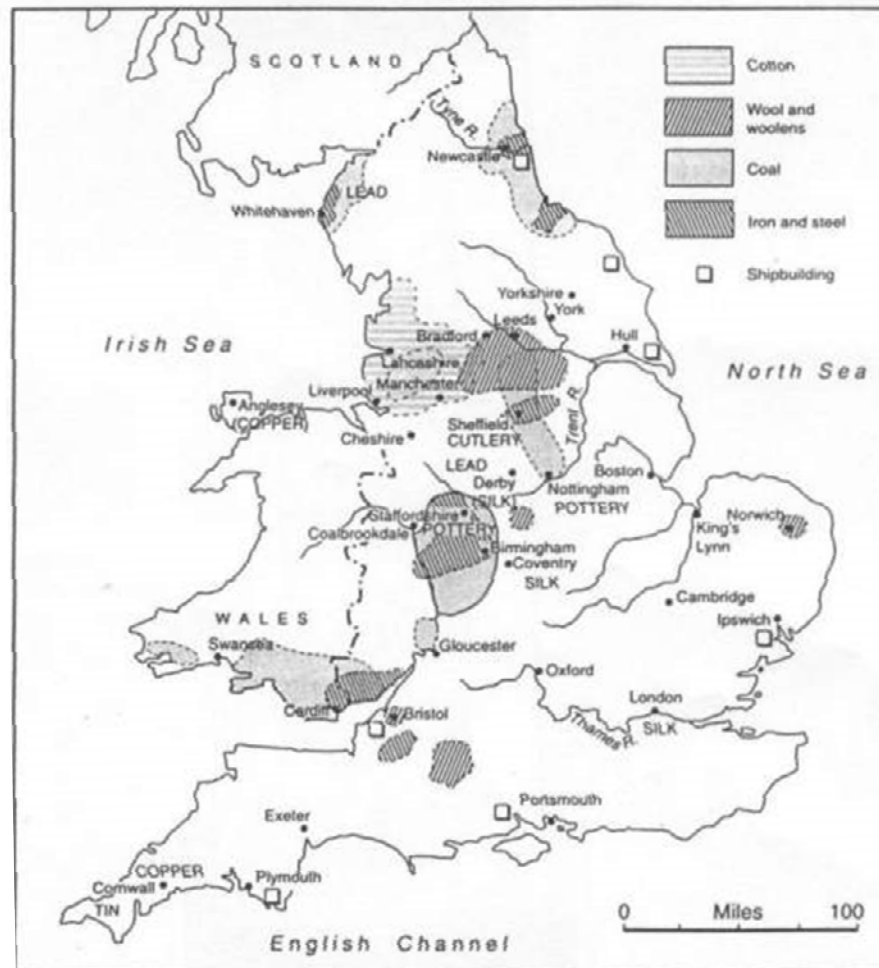 SCOTLAND
Cotton
Wool and
woolens
Coal
Iron and steel
Shipbuilding
Tyne R.
Newcastle
LEAD
Whitehaven
Yorkshire
York
Leeds
Bradford
Hull
Irish Sea
North Sea
Lancashire
Manchester
Liverpool
Anglesey
(COPPER)
Cheshire
Sheffield
CUTLERY
Trent R.
LEAD
Derby
(SILK)
Boston
Nottingham
POTTERY
Staffordshire
POTTERY
Coalbrookdale
Birmingham
Coventry
SILK
King's
Lynn
Norwich
Cambridge
Ipswich
WALES
Swansea
Gloucester
Oxford
London
SILK
Thames R.
Cardiff
Bristol
Portsmouth
Exeter
COPPER
Cornwall
TIN
Plymouth
0 Miles 100
English Channel